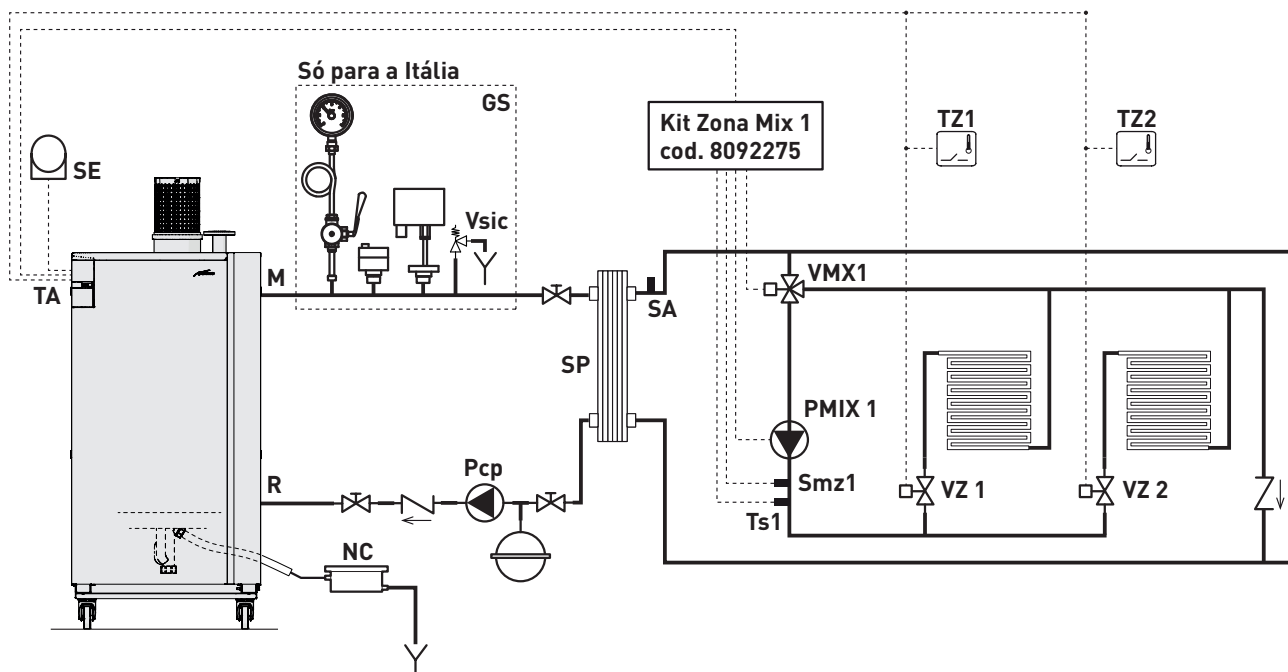 Só para a Itália
GS
Kit Zona Mix 1
cod. 8092275
TZ1
TZ2
SE
Vsic
TA
M
SA
VMX1
SP
PMIX 1
R
Pcp
Smz1
Ts1
VZ 1
VZ 2
NC